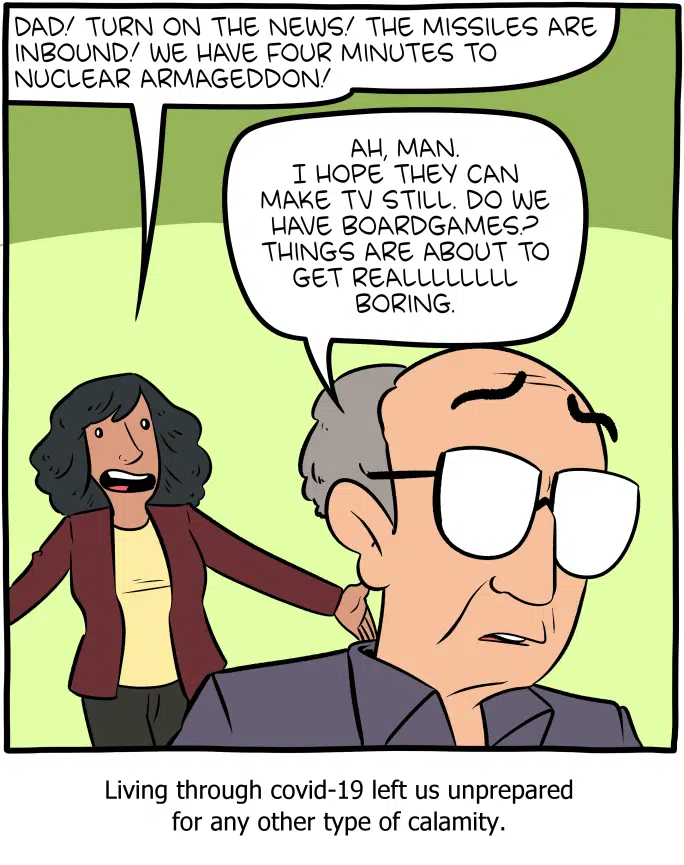 DAD! TURN ON THE NEWS! THE MISSILES ARE
INBOUND! WE HAVE FOUR MINUTES TO
NUCLEAR ARMAGEDDON!
AH, MAN.
I HOPE THEY CAN
MAKE TV STILL. DO WE
HAVE BOARDGAMES?
THINGS ARE ABOUT TO
GET REALLLLLLLL
BORING.
Living through covid-19 left us unprepared
for any other type of calamity.